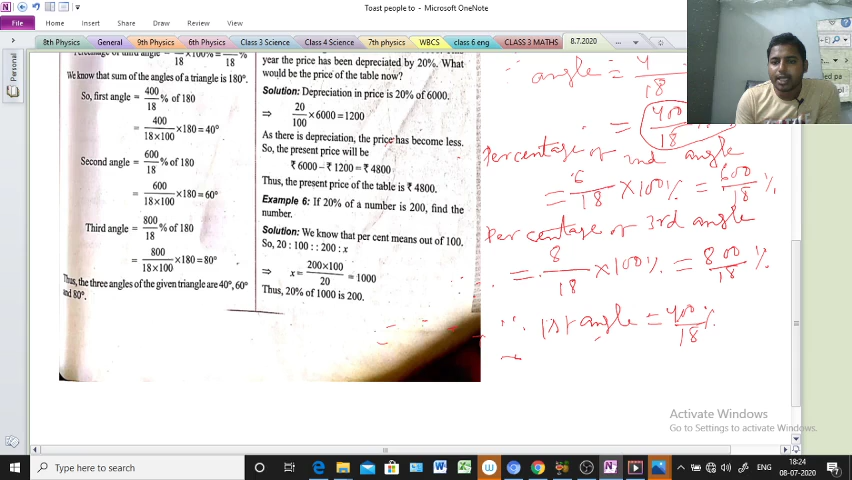 Toast people to - Microsoft OneNote
File Home Insert Draw Share Review View
8th Physics General 9th Physics 6th Physics Class 3 Science Class 4 Science 7th physics WBCS class 6 eng CLASS 3 MATHS 8.7.2020
Personal
Percentage of third angle
18 × 100% = 18 %
We know that sum of the angles of a triangle is 180°.
So, first angle = 400/18 % of 180
= 400/18×100 ×180 = 40°
Second angle = 600/18 % of 180
= 600/18×100 ×180 = 60°
Third angle = 800/18 % of 180
= 800/18×100 ×180 = 80°
Thus, the three angles of the given triangle are 40°, 60°
and 80°.
year the price has been depreciated by 20%. What
would be the price of the table now?
Solution: Depreciation in price is 20% of 6000.
⇒ 20/100 × 6000 = 1200
As there is depreciation, the price has become less.
So, the present price will be
₹ 6000 – ₹ 1200 = ₹ 4800
Thus, the present price of the table is ₹ 4800.
Example 6: If 20% of a number is 200, find the
number.
Solution: We know that per cent means out of 100.
So, 20 : 100 : : 200 : x
⇒ x = 200×100/20 = 1000
Thus, 20% of 1000 is 200.
angle = 4/18
= 400/18
Percentage of 2nd angle
= 6/18 × 100% = 600/18 %
Percentage of 3rd angle
= 8/18 × 100% = 800/18 %
∴ 1st angle = 400/18 %
Activate Windows
Go to Settings to activate Windows.
Type here to search
ENG
18:24
08-07-2020